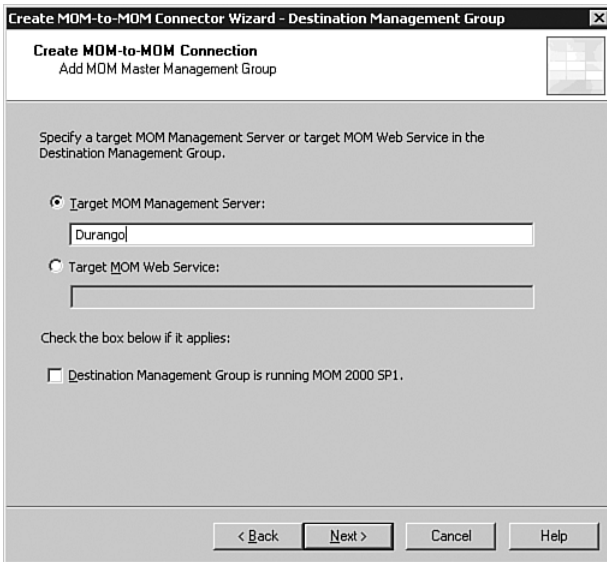 Create MOM-to-MOM Connector Wizard - Destination Management Group
Create MOM-to-MOM Connection
Add MOM Master Management Group
Specify a target MOM Management Server or target MOM Web Service in the
Destination Management Group.
Target MOM Management Server:
Durango
Target MOM Web Service:
Check the box below if it applies:
Destination Management Group is running MOM 2000 SP1.
< Back
Next >
Cancel
Help